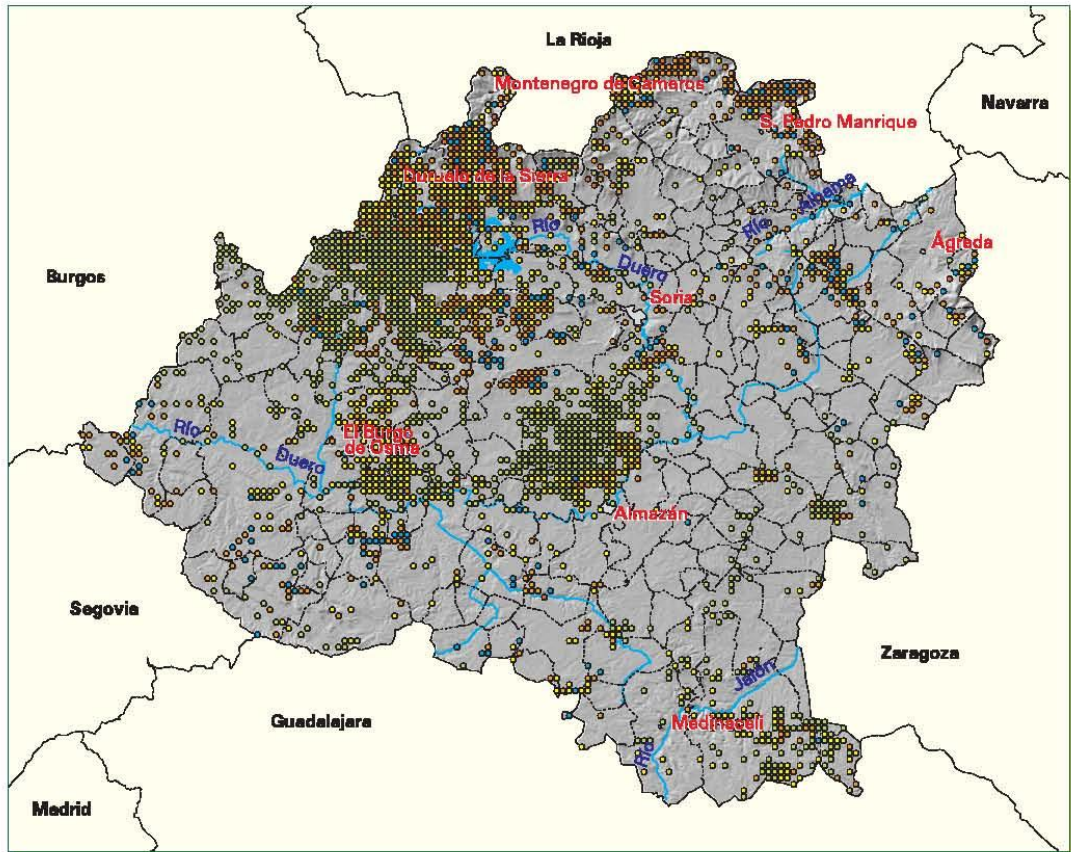 La Rioja
Montenegro de Cameros
Navarra
S. Pedro Manrique
Duruelo de la Sierra
Río Alhama
Río
Ágreda
Burgos
Duero
Soria
Río
El Burgo
de Osma
Duero
Almazán
Segovia
Zaragoza
Jalón
Guadalajara
Medinaceli
Río
Madrid